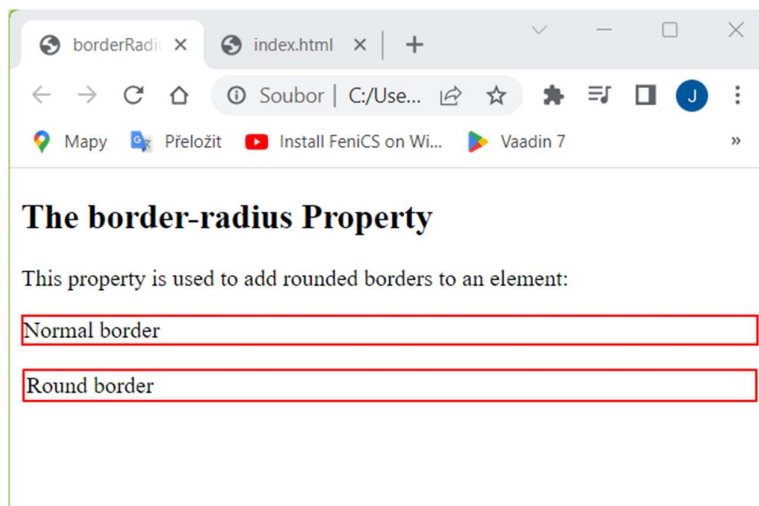 borderRadi index.html
Soubor C:/Use... J
Mapy Přeložit Install FeniCS on Wi... Vaadin 7 »
The border-radius Property
This property is used to add rounded borders to an element:
Normal border
Round border